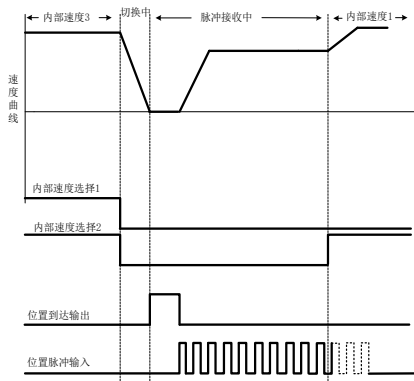 内部速度3
切换中
脉冲接收中
内部速度1
速度曲线
内部速度选择1
内部速度选择2
位置到达输出
位置脉冲输入